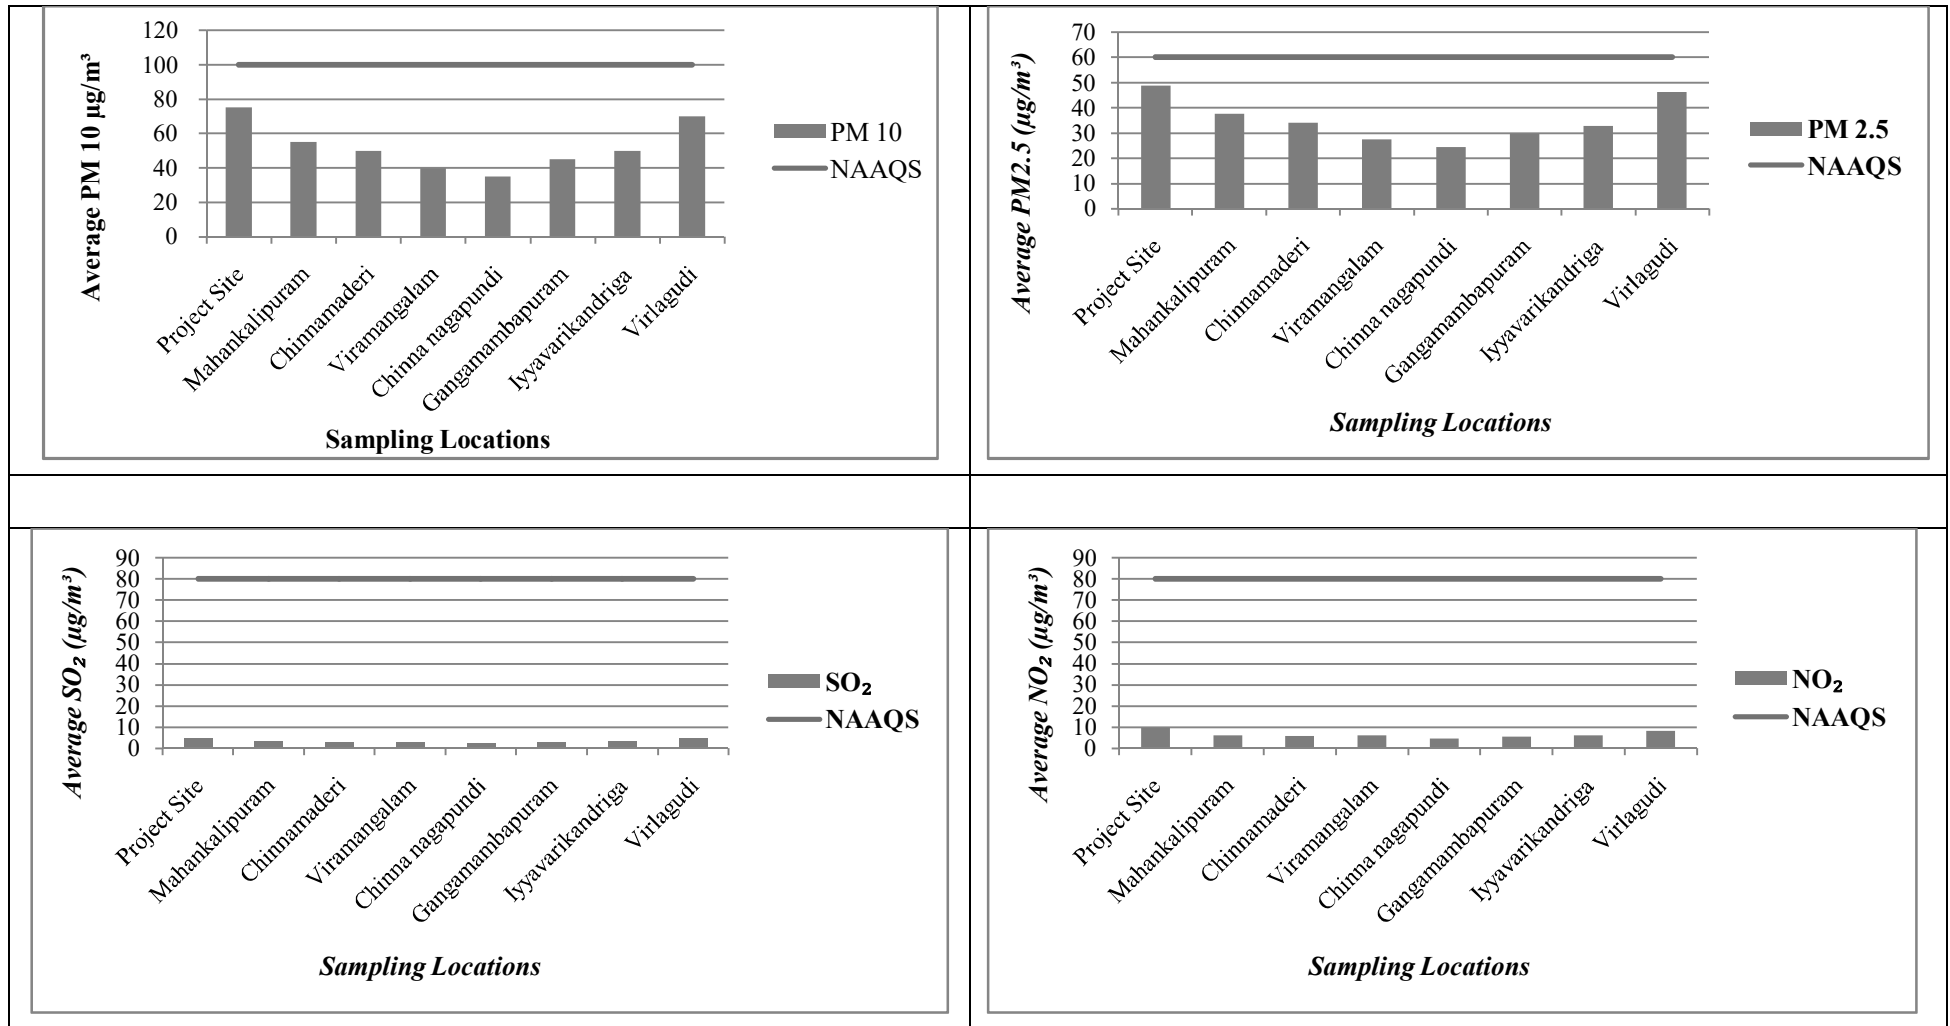 120
100
80
60
40
20
0
Average PM 10 µg/m³
Project Site
Mahankalipuram
Chinnamaderi
Viramangalam
Chinna nagapundi
Gangamambapuram
Iyyavarikandriga
Virlagudi
Sampling Locations
PM 10
NAAQS
70
60
50
40
30
20
10
0
Average PM2.5 (µg/m³)
Project Site
Mahankalipuram
Chinnamaderi
Viramangalam
Chinna nagapundi
Gangamambapuram
Iyyavarikandriga
Virlagudi
Sampling Locations
PM 2.5
NAAQS
90
80
70
60
50
40
30
20
10
0
Average SO₂ (µg/m³)
Project Site
Mahankalipuram
Chinnamaderi
Viramangalam
Chinna nagapundi
Gangamambapuram
Iyyavarikandriga
Virlagudi
Sampling Locations
SO₂
NAAQS
90
80
70
60
50
40
30
20
10
0
Average NO₂ (µg/m³)
Project Site
Mahankalipuram
Chinnamaderi
Viramangalam
Chinna nagapundi
Gangamambapuram
Iyyavarikandriga
Virlagudi
Sampling Locations
NO₂
NAAQS